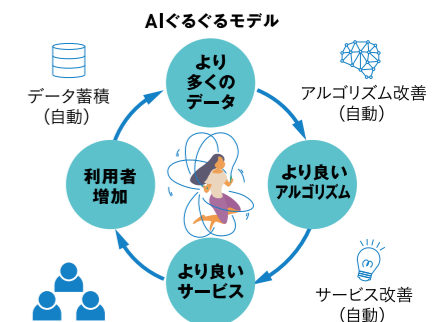 AIぐるぐるモデル
より
多くの
データ
データ蓄積
（自動）
アルゴリズム改善
（自動）
利用者
増加
より良い
アルゴリズム
より良い
サービス
サービス改善
（自動）